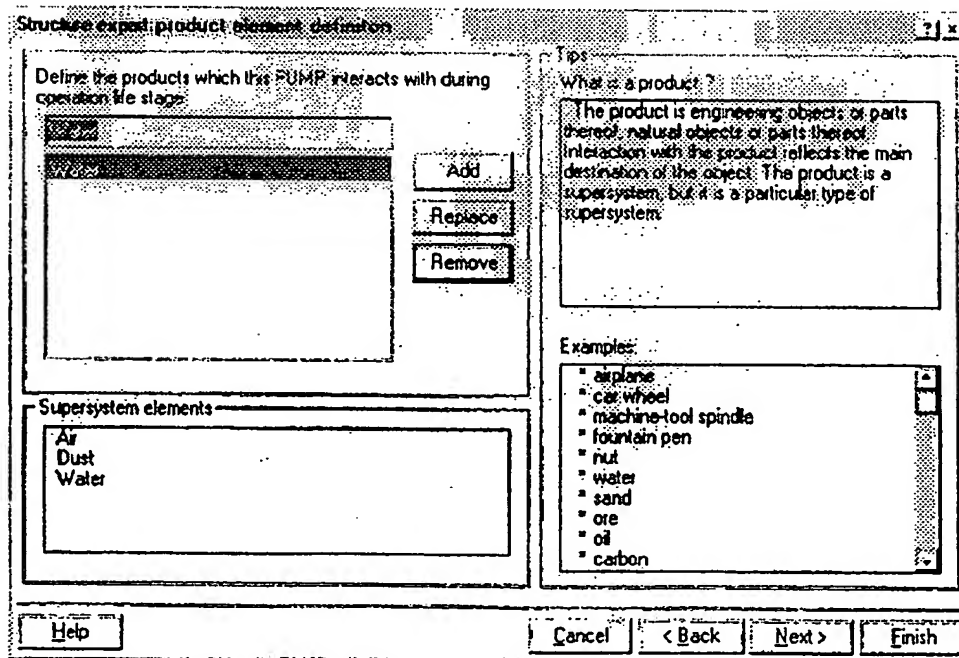 Structure expert: product element definition
? x
Define the products which this PUMP interacts with during
operation life stage
Water
Water
Add
Replace
Remove
Supersystem elements
Air
Dust
Water
Tips
What is a product ?
The product is engineering objects or parts
thereof, natural objects or parts thereof.
Interaction with the product reflects the main
destination of the object. The product is a
supersystem, but it is a particular type of
supersystem.
Examples:
* airplane
* car wheel
* machine-tool spindle
* fountain pen
* nut
* water
* sand
* ore
* oil
* carbon
Help
Cancel
< Back
Next >
Finish